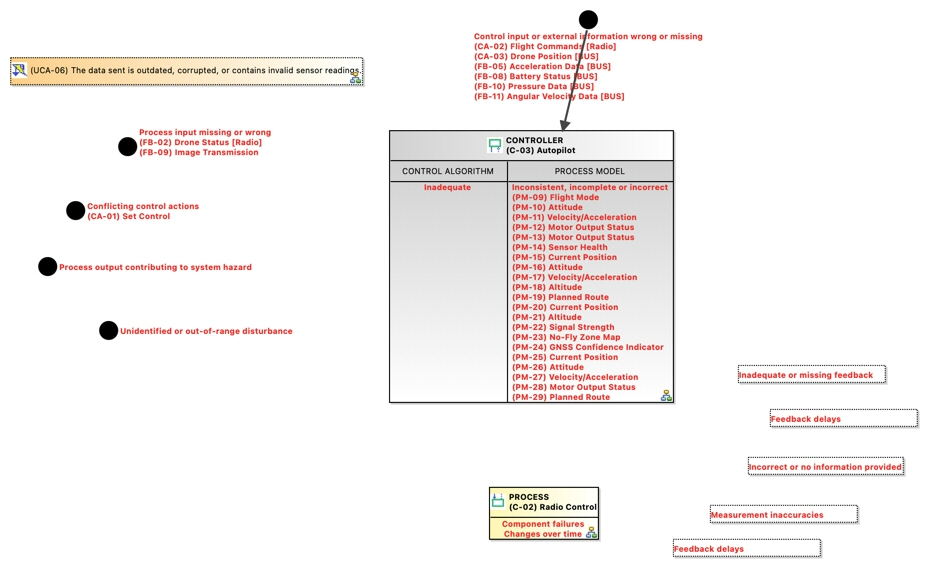 Control input or external information wrong or missing
(CA-02) Flight Commands [Radio]
(CA-03) Drone Position [BUS]
(FB-05) Acceleration Data [BUS]
(FB-08) Battery Status [BUS]
(FB-10) Pressure Data [BUS]
(FB-11) Angular Velocity Data [BUS]
(UCA-06) The data sent is outdated, corrupted, or contains invalid sensor readings.
Process input missing or wrong
(FB-02) Drone Status [Radio]
(FB-09) Image Transmission
Conflicting control actions
(CA-01) Set Control
Process output contributing to system hazard
Unidentified or out-of-range disturbance
CONTROLLER
(C-03) Autopilot
CONTROL ALGORITHM
Inadequate
PROCESS MODEL
Inconsistent, incomplete or incorrect
(PM-09) Flight Mode
(PM-10) Attitude
(PM-11) Velocity/Acceleration
(PM-12) Motor Output Status
(PM-13) Motor Output Status
(PM-14) Sensor Health
(PM-15) Current Position
(PM-16) Attitude
(PM-17) Velocity/Acceleration
(PM-18) Altitude
(PM-19) Planned Route
(PM-20) Current Position
(PM-21) Altitude
(PM-22) Signal Strength
(PM-23) No-Fly Zone Map
(PM-24) GNSS Confidence Indicator
(PM-25) Current Position
(PM-26) Attitude
(PM-27) Velocity/Acceleration
(PM-28) Motor Output Status
(PM-29) Planned Route
Inadequate or missing feedback
Feedback delays
Incorrect or no information provided
Measurement inaccuracies
Feedback delays
PROCESS
(C-02) Radio Control
Component failures
Changes over time